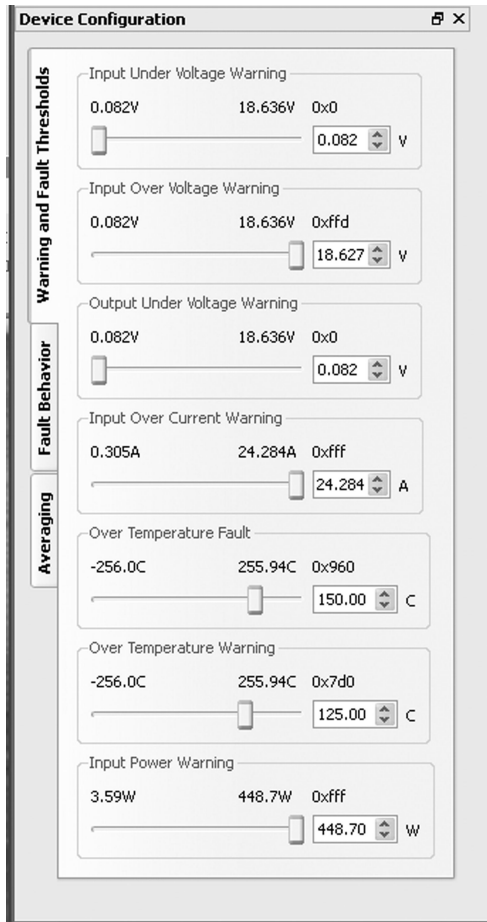 Device Configuration
Warning and Fault Thresholds
Fault Behavior
Averaging
Input Under Voltage Warning
0.082V 18.636V 0x0
0.082 V
Input Over Voltage Warning
0.082V 18.636V 0xffd
18.627 V
Output Under Voltage Warning
0.082V 18.636V 0x0
0.082 V
Input Over Current Warning
0.305A 24.284A 0xfff
24.284 A
Over Temperature Fault
-256.0C 255.94C 0x960
150.00 C
Over Temperature Warning
-256.0C 255.94C 0x7d0
125.00 C
Input Power Warning
3.59W 448.7W 0xfff
448.70 W